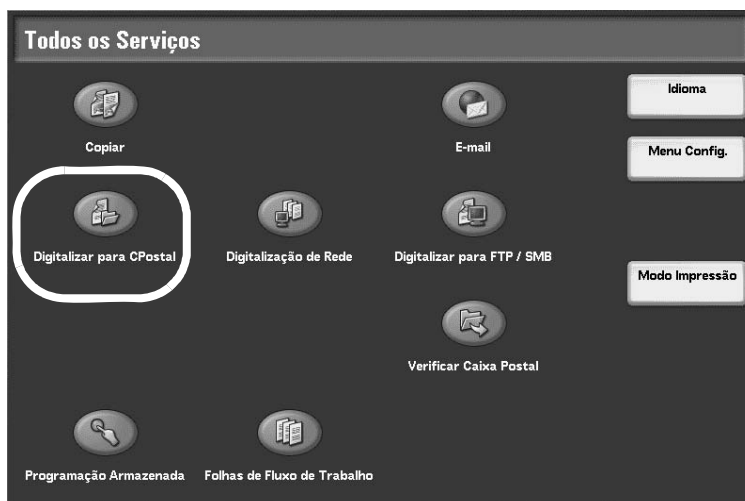 Todos os Serviços
Copiar
E-mail
Idioma
Menu Config.
Digitalizar para CPostal
Digitalização de Rede
Digitalizar para FTP / SMB
Modo Impressão
Verificar Caixa Postal
Programação Armazenada
Folhas de Fluxo de Trabalho